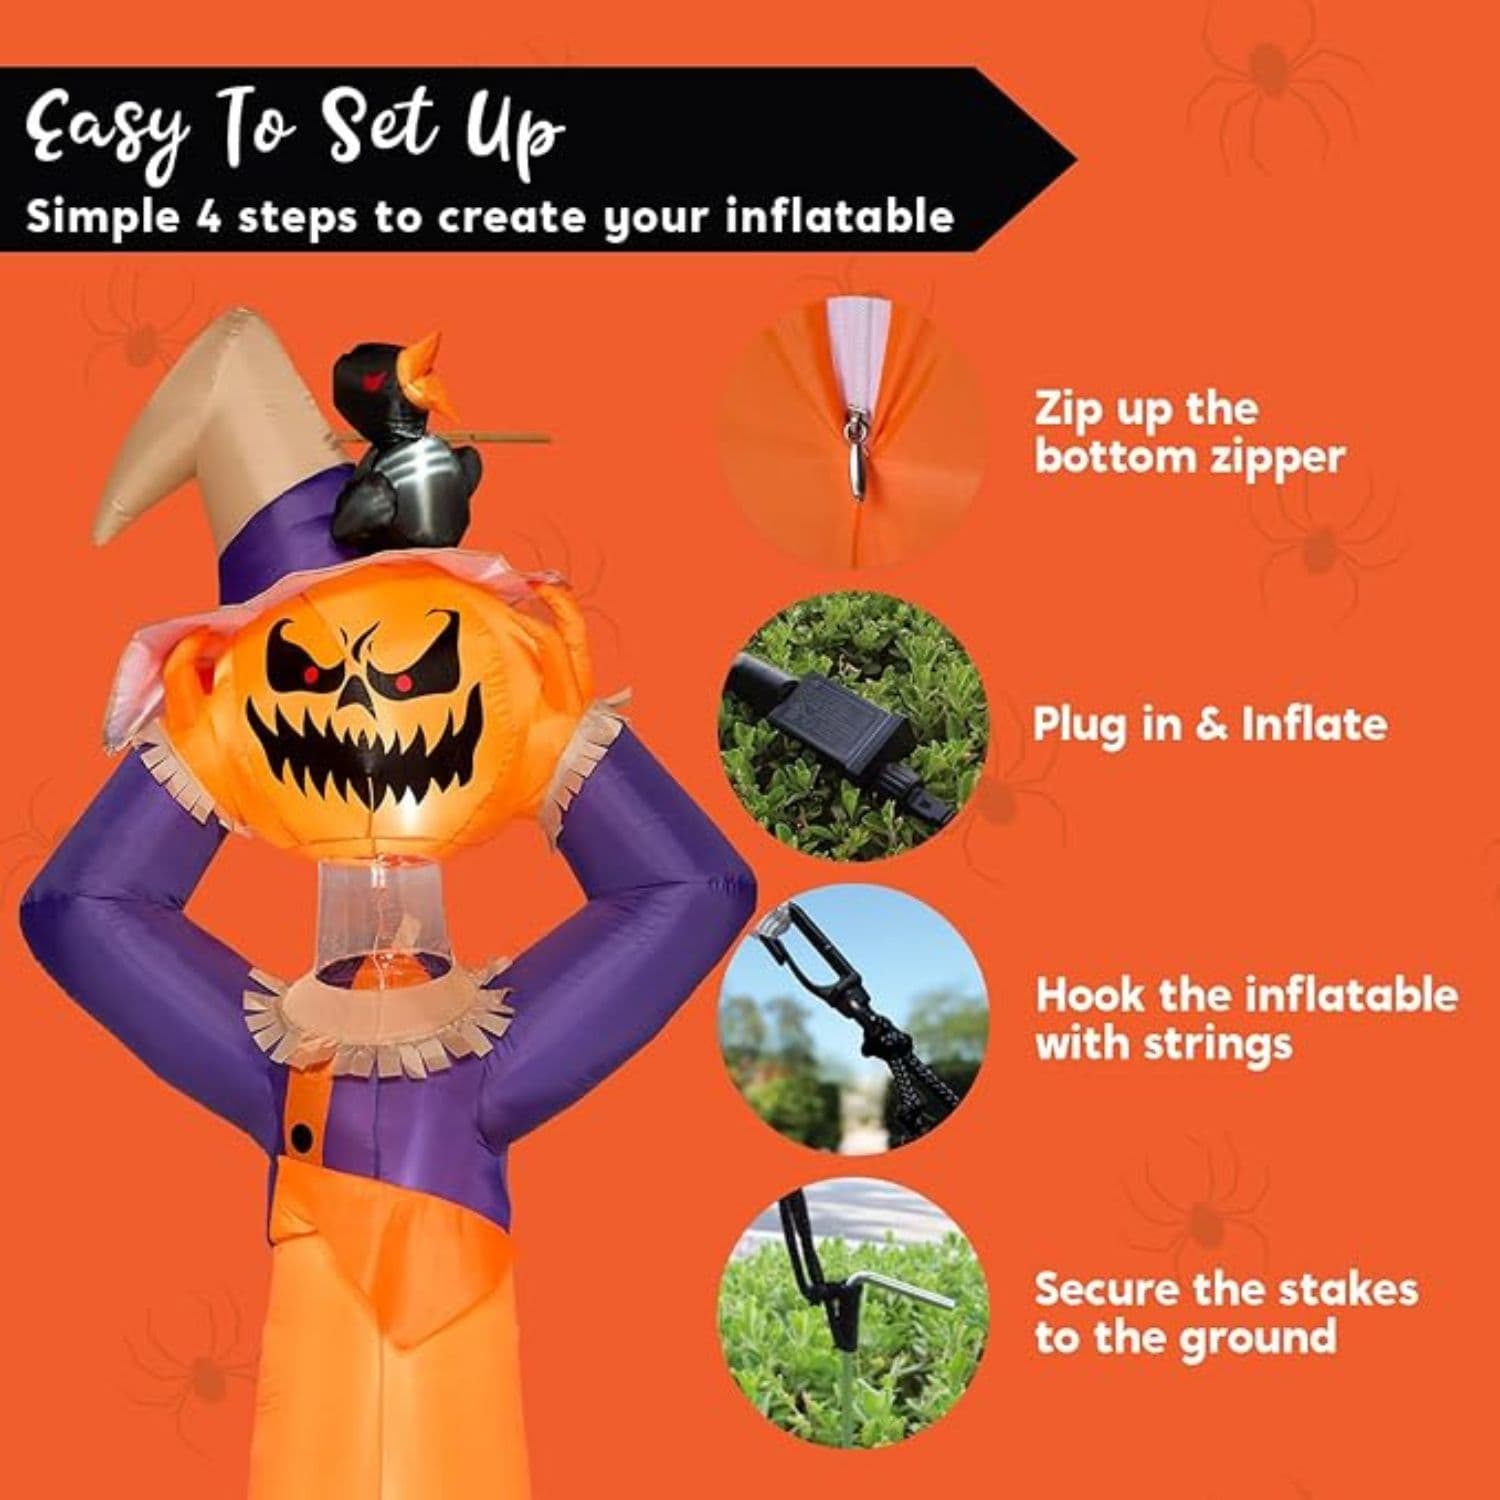 Easy To Set Up
Simple 4 steps to create your inflatable
Zip up the
bottom zipper
Plug in & Inflate
Hook the inflatable
with strings
Secure the stakes
to the ground